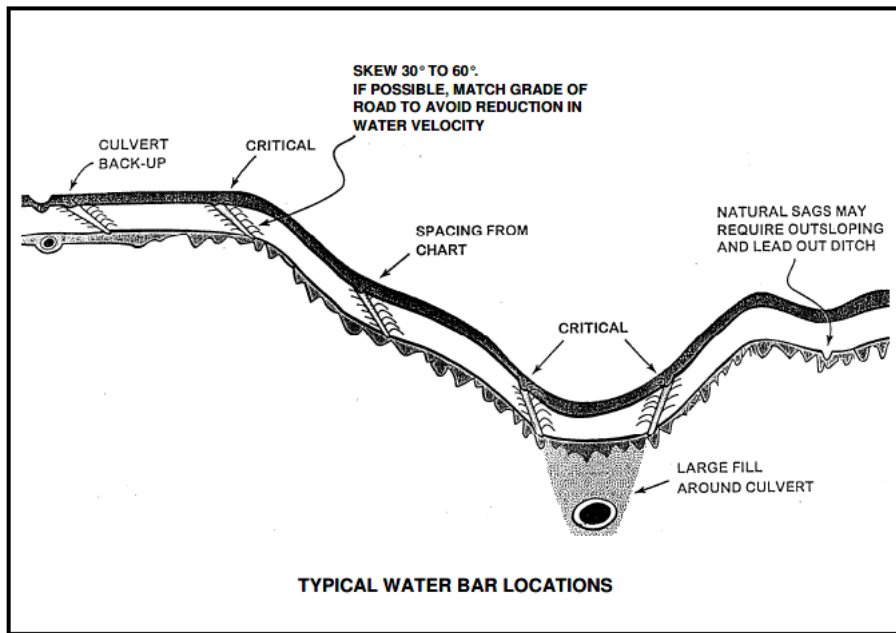 SKEW 30° TO 60°.
IF POSSIBLE, MATCH GRADE OF
ROAD TO AVOID REDUCTION IN
WATER VELOCITY
CULVERT
BACK-UP
CRITICAL
SPACING FROM
CHART
NATURAL SAGS MAY
REQUIRE OUTSLOPING
AND LEAD OUT DITCH
CRITICAL
LARGE FILL
AROUND CULVERT
TYPICAL WATER BAR LOCATIONS